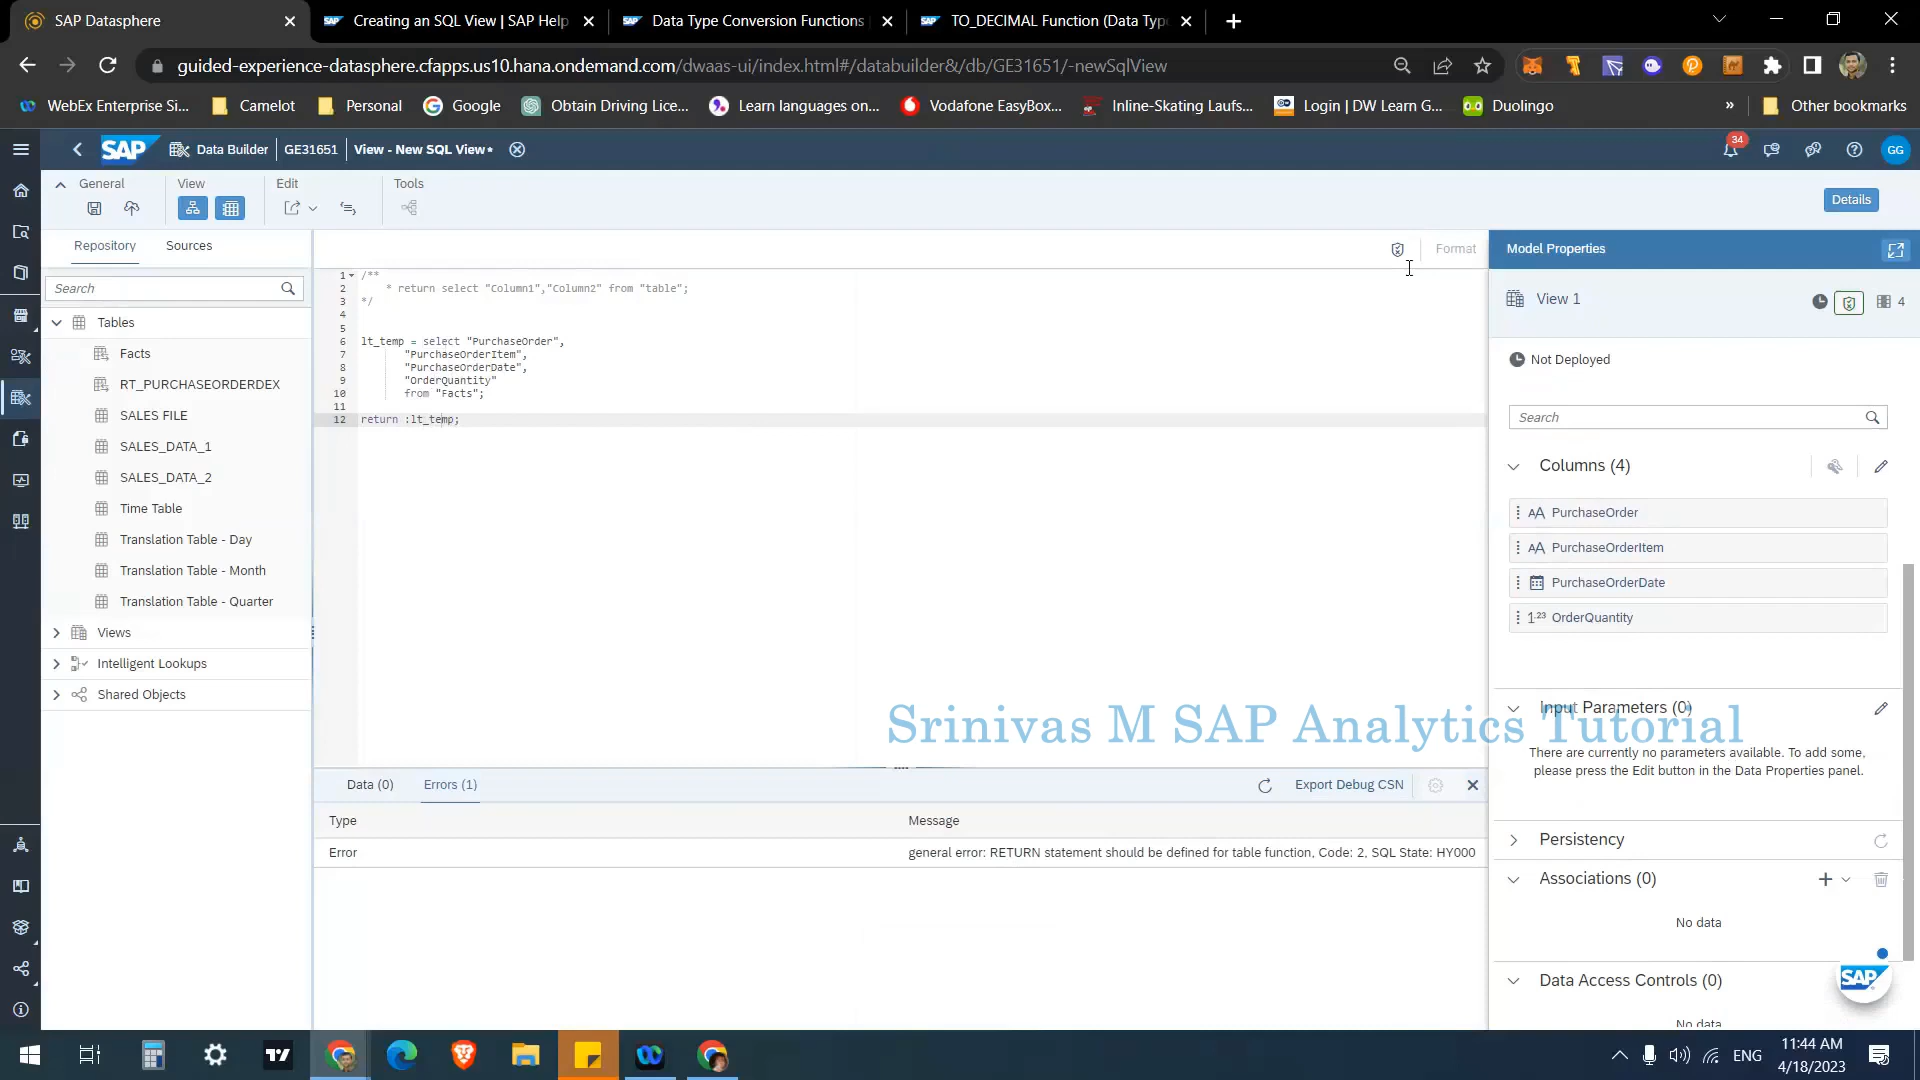 SAP Datasphere
Creating an SQL View | SAP Help
Data Type Conversion Functions
TO_DECIMAL Function (Data Type
guided-experience-datasphere.cfapps.us10.hana.ondemand.com/dwaas-ui/index.html#/databuilder&/db/GE31651/-newSqlView
WebEx Enterprise Si...
Camelot
Personal
Google
Obtain Driving Lice...
Learn languages on...
Vodafone EasyBox...
Inline-Skating Laufs...
Login | DW Learn G...
Duolingo
»
Other bookmarks
SAP
Data Builder
GE31651
View - New SQL View*
34
GG
General
View
Edit
Tools
Details
Repository
Sources
Search
Tables
Facts
RT_PURCHASEORDERDEX
SALES FILE
SALES_DATA_1
SALES_DATA_2
Time Table
Translation Table - Day
Translation Table - Month
Translation Table - Quarter
Views
Intelligent Lookups
Shared Objects
Format
1 /**
2 * return select "Column1","Column2" from "table";
3 */
4
5
6 lt_temp = select "PurchaseOrder",
7 "PurchaseOrderItem",
8 "PurchaseOrderDate",
9 "OrderQuantity"
10 from "Facts";
11
12 return :lt_temp;
Srinivas M SAP Analytics Tutorial
Data (0)
Errors (1)
Export Debug CSN
Type
Message
Error
general error: RETURN statement should be defined for table function, Code: 2, SQL State: HY000
Model Properties
View 1
4
Not Deployed
Search
Columns (4)
AA PurchaseOrder
AA PurchaseOrderItem
PurchaseOrderDate
1.23 OrderQuantity
Input Parameters (0)
There are currently no parameters available. To add some,
please press the Edit button in the Data Properties panel.
Persistency
Associations (0)
No data
Data Access Controls (0)
No data
SAP
ENG
11:44 AM
4/18/2023